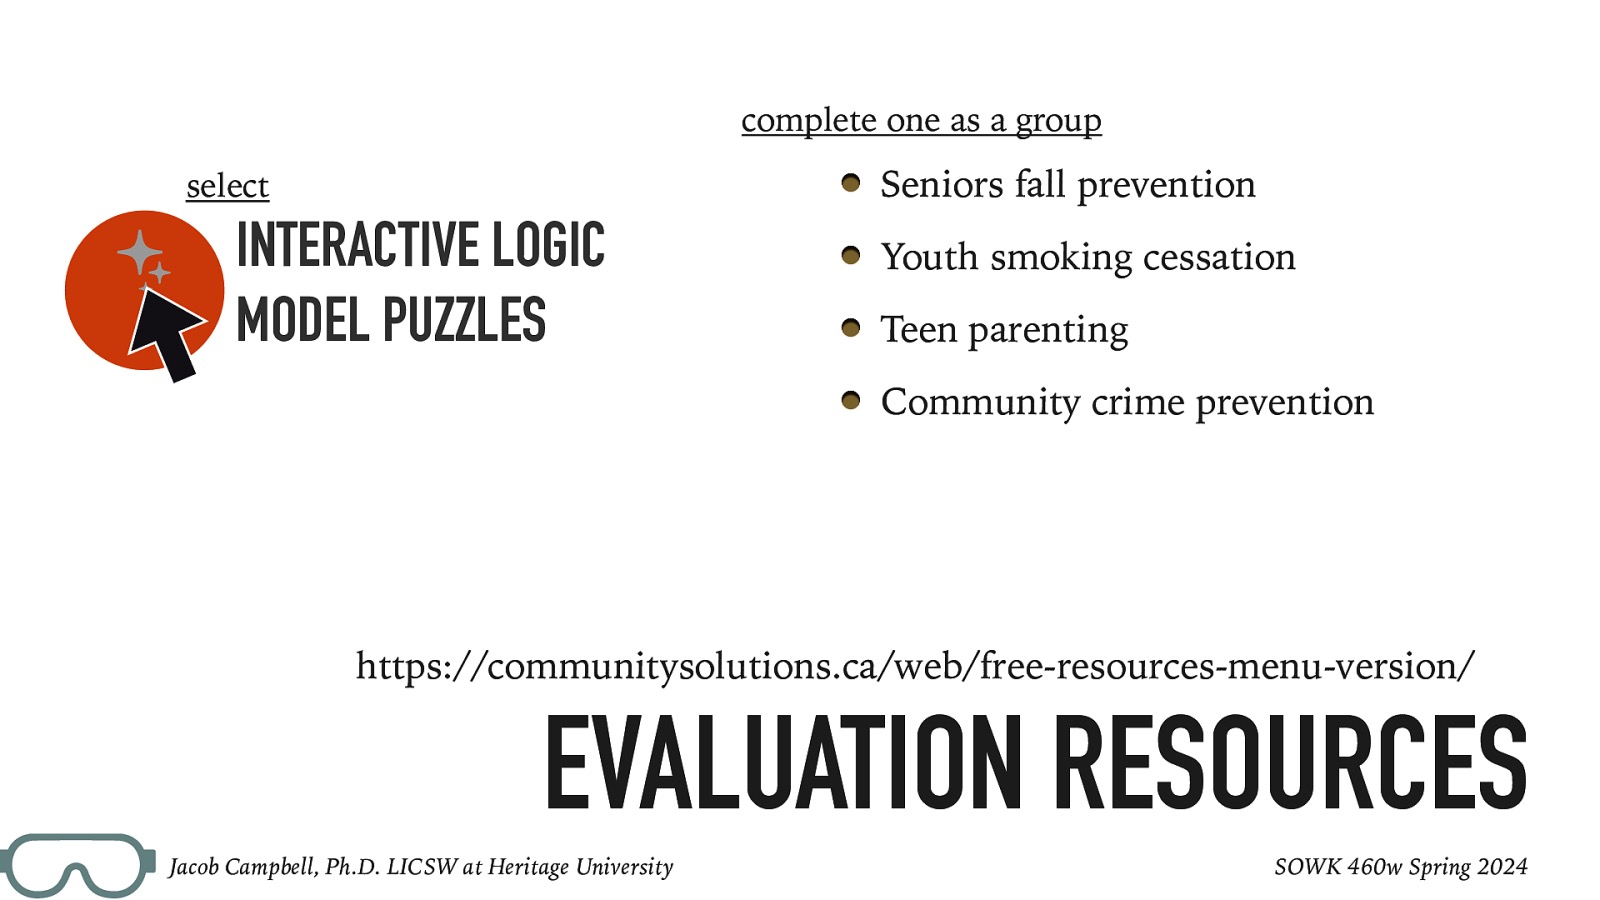 select
INTERACTIVE LOGIC
MODEL PUZZLES
complete one as a group
Seniors fall prevention
Youth smoking cessation
Teen parenting
Community crime prevention
https://communitysolutions.ca/web/free-resources-menu-version/
EVALUATION RESOURCES
Jacob Campbell, Ph.D. LICSW at Heritage University
SOWK 460w Spring 2024